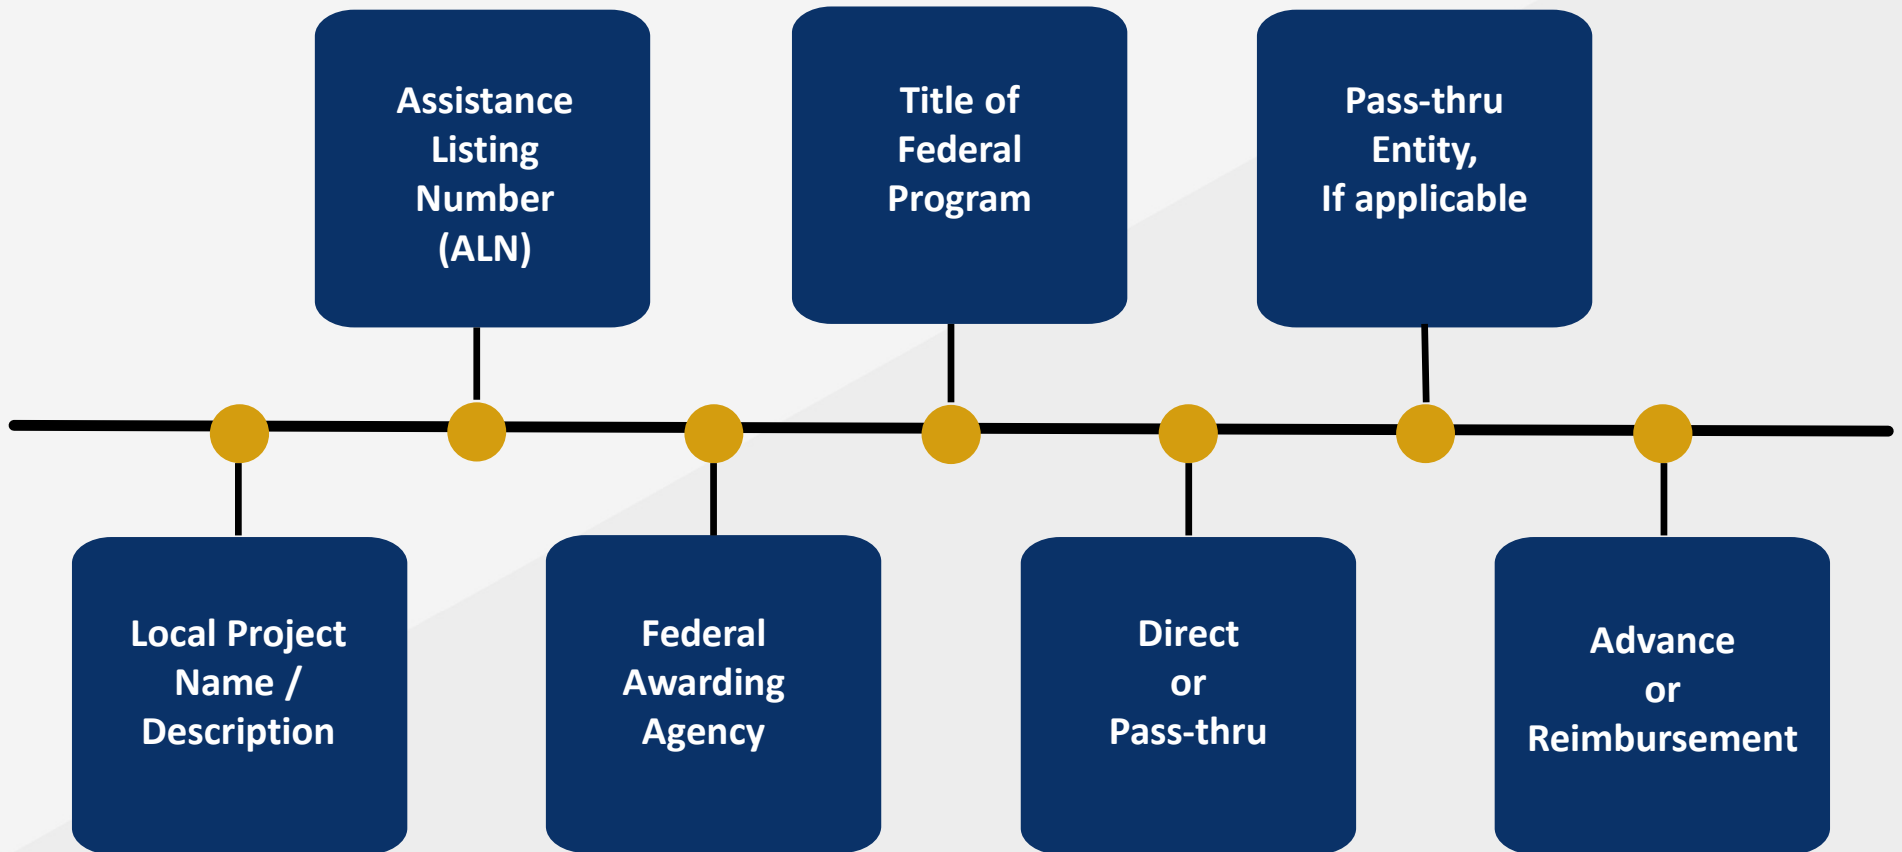 Assistance
Listing
Number
(ALN)
Title of
Federal
Program
Pass-thru
Entity,
If applicable
Local Project
Name /
Description
Federal
Awarding
Agency
Direct
or
Pass-thru
Advance
or
Reimbursement